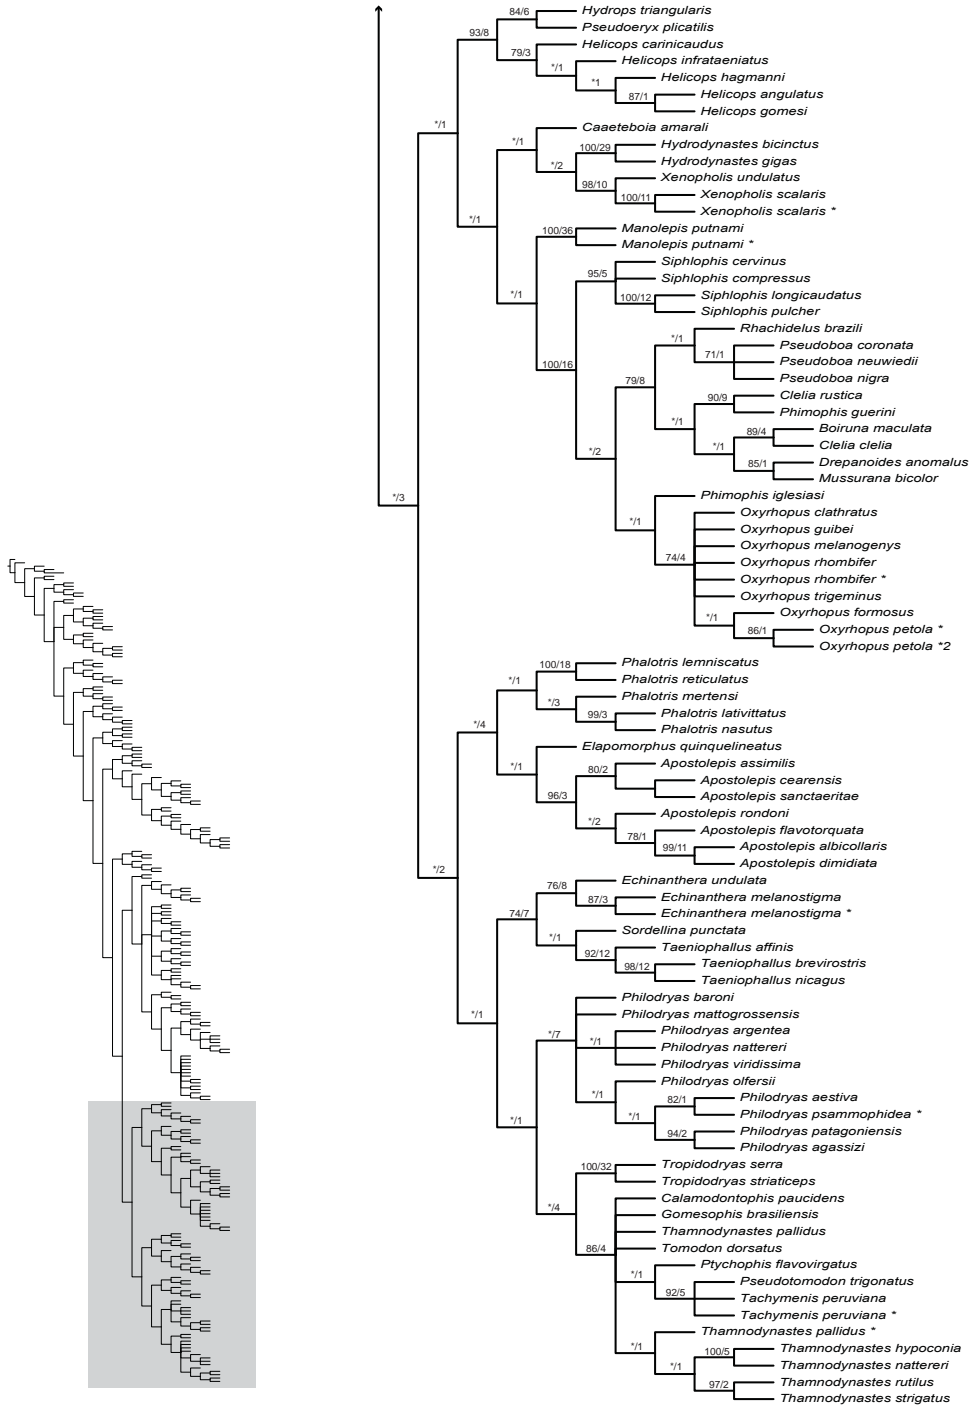 84/6
Hydrops triangularis
93/8
Pseudoeryx plicatilis
Helicops carinicaudus
79/3
Helicops infrataeniatus
*/1
Helicops hagmanni
*1
Helicops angulatus
87/1
Helicops gomesi
*/1
Caaeteboia amarali
*/1
Hydrodynastes bicinctus
100/29
Hydrodynastes gigas
*/2
Xenopholis undulatus
98/10
Xenopholis scalaris
100/11
Xenopholis scalaris *
*/1
Manolepis putnami
100/36
Manolepis putnami *
Siphlophis cervinus
95/5
Siphlophis compressus
*/1
Siphlophis longicaudatus
100/12
Siphlophis pulcher
Rhachidelus brazili
*/1
Pseudoboa coronata
71/1
Pseudoboa neuwiedii
100/16
Pseudoboa nigra
79/8
Clelia rustica
90/9
Phimophis guerini
*/1
Boiruna maculata
89/4
Clelia clelia
*/1
*/2
Drepanoides anomalus
85/1
Mussurana bicolor
*/3
Phimophis iglesiasi
Oxyrhopus clathratus
*/1
Oxyrhopus guibei
Oxyrhopus melanogenys
74/4
Oxyrhopus rhombifer
Oxyrhopus rhombifer *
Oxyrhopus trigeminus
*/1
Oxyrhopus formosus
86/1
Oxyrhopus petola *
Oxyrhopus petola *2
100/18
Phalotris lemniscatus
*/1
Phalotris reticulatus
Phalotris mertensi
*/3
Phalotris lativittatus
99/3
Phalotris nasutus
*/4
Elapomorphus quinquelineatus
*/1
Apostolepis assimilis
80/2
Apostolepis cearensis
Apostolepis sanctaeritae
96/3
Apostolepis rondoni
*/2
Apostolepis flavotorquata
78/1
Apostolepis albicollaris
99/11
Apostolepis dimidiata
*/2
Echinanthera undulata
76/8
Echinanthera melanostigma
87/3
Echinanthera melanostigma *
74/7
Sordellina punctata
*/1
Taeniophallus affinis
92/12
Taeniophallus brevirostris
98/12
Taeniophallus nicagus
Philodryas baroni
*/1
Philodryas mattogrossensis
Philodryas argentea
*/7
*/1
Philodryas nattereri
Philodryas viridissima
Philodryas olfersii
*/1
Philodryas aestiva
82/1
Philodryas psammophidea *
*/1
*/1
Philodryas patagoniensis
94/2
Philodryas agassizi
Tropidodryas serra
100/32
Tropidodryas striaticeps
Calamodontophis paucidens
*/4
Gomesophis brasiliensis
Thamnodynastes pallidus
86/4
Tomodon dorsatus
Ptychophis flavovirgatus
*/1
Pseudotomodon trigonatus
92/5
Tachymenis peruviana
Tachymenis peruviana *
Thamnodynastes pallidus *
*/1
Thamnodynastes hypoconia
100/5
Thamnodynastes nattereri
*/1
Thamnodynastes rutilus
97/2
Thamnodynastes strigatus